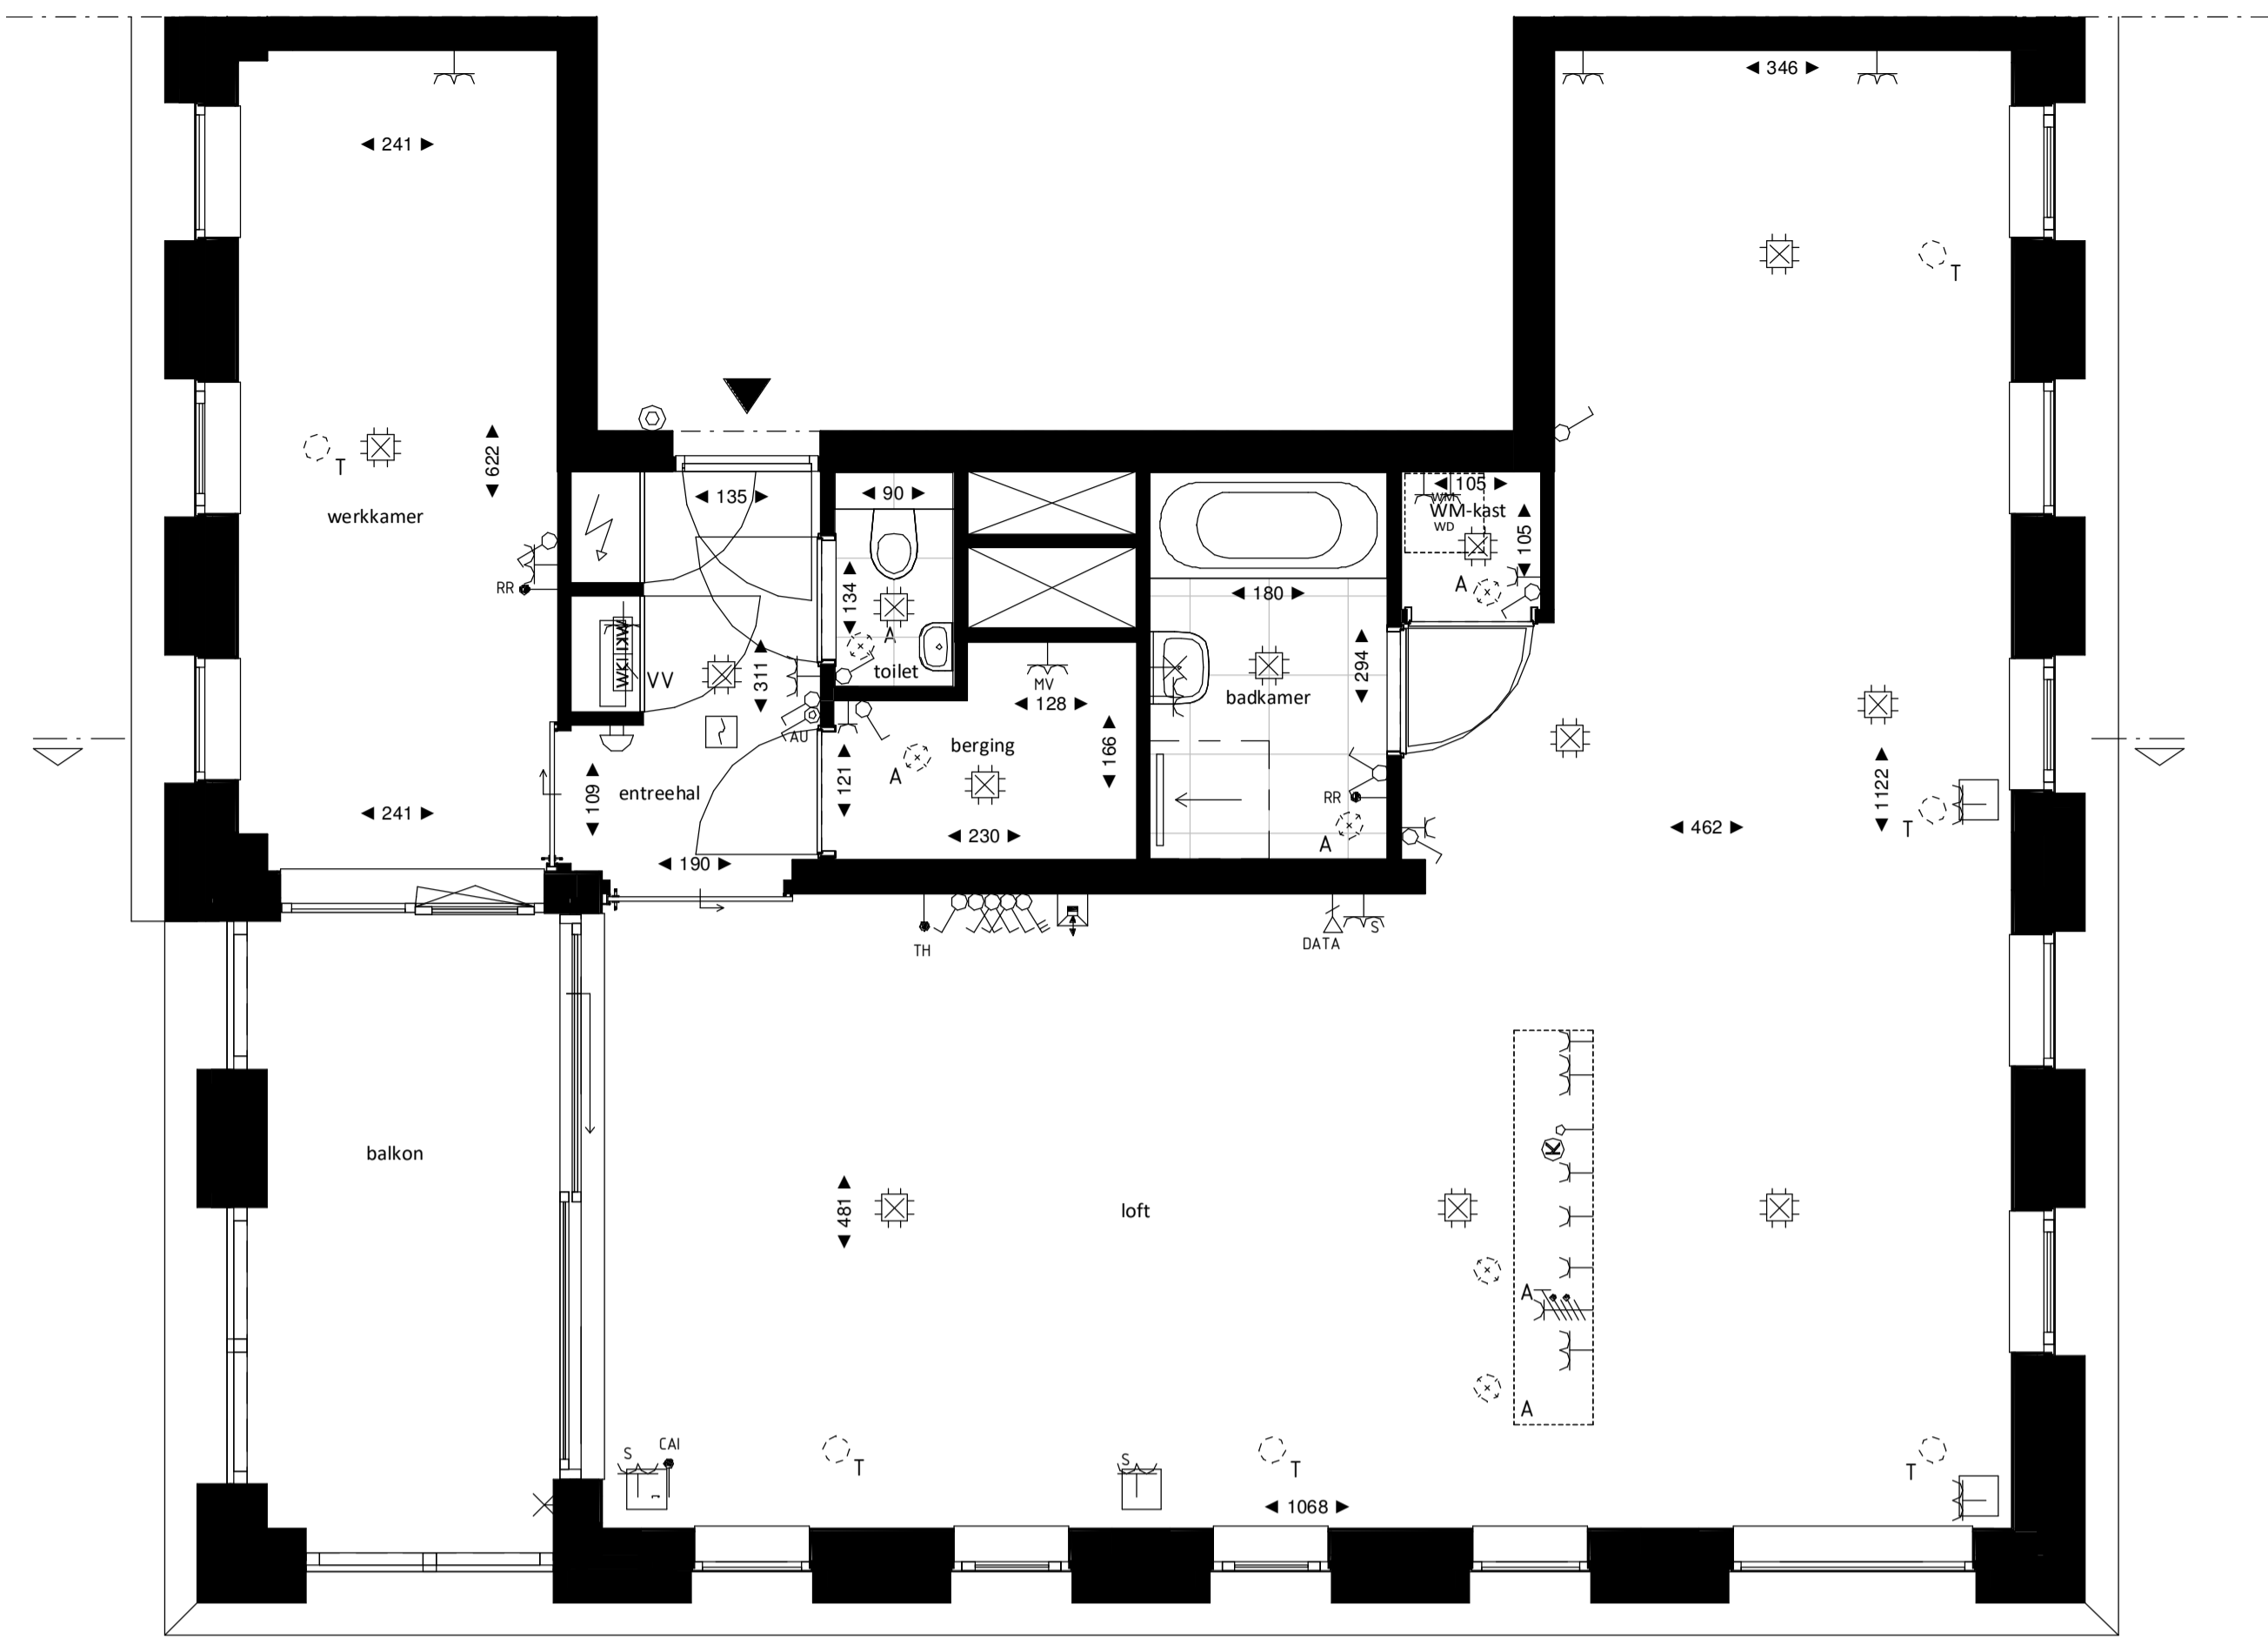 346
241
T
622
T
werkkamer
135
90
105
WM
WM-kast
WD
105
134
180
RR
A
A
311
294
toilet
VV
MV
badkamer
128
AU
berging
166
121
A
109
entreehal
RR
1122
241
230
462
T
A
190
TH
DATA
S
balkon
K
481
loft
A
A
S
CAI
S
T
T
T
1068